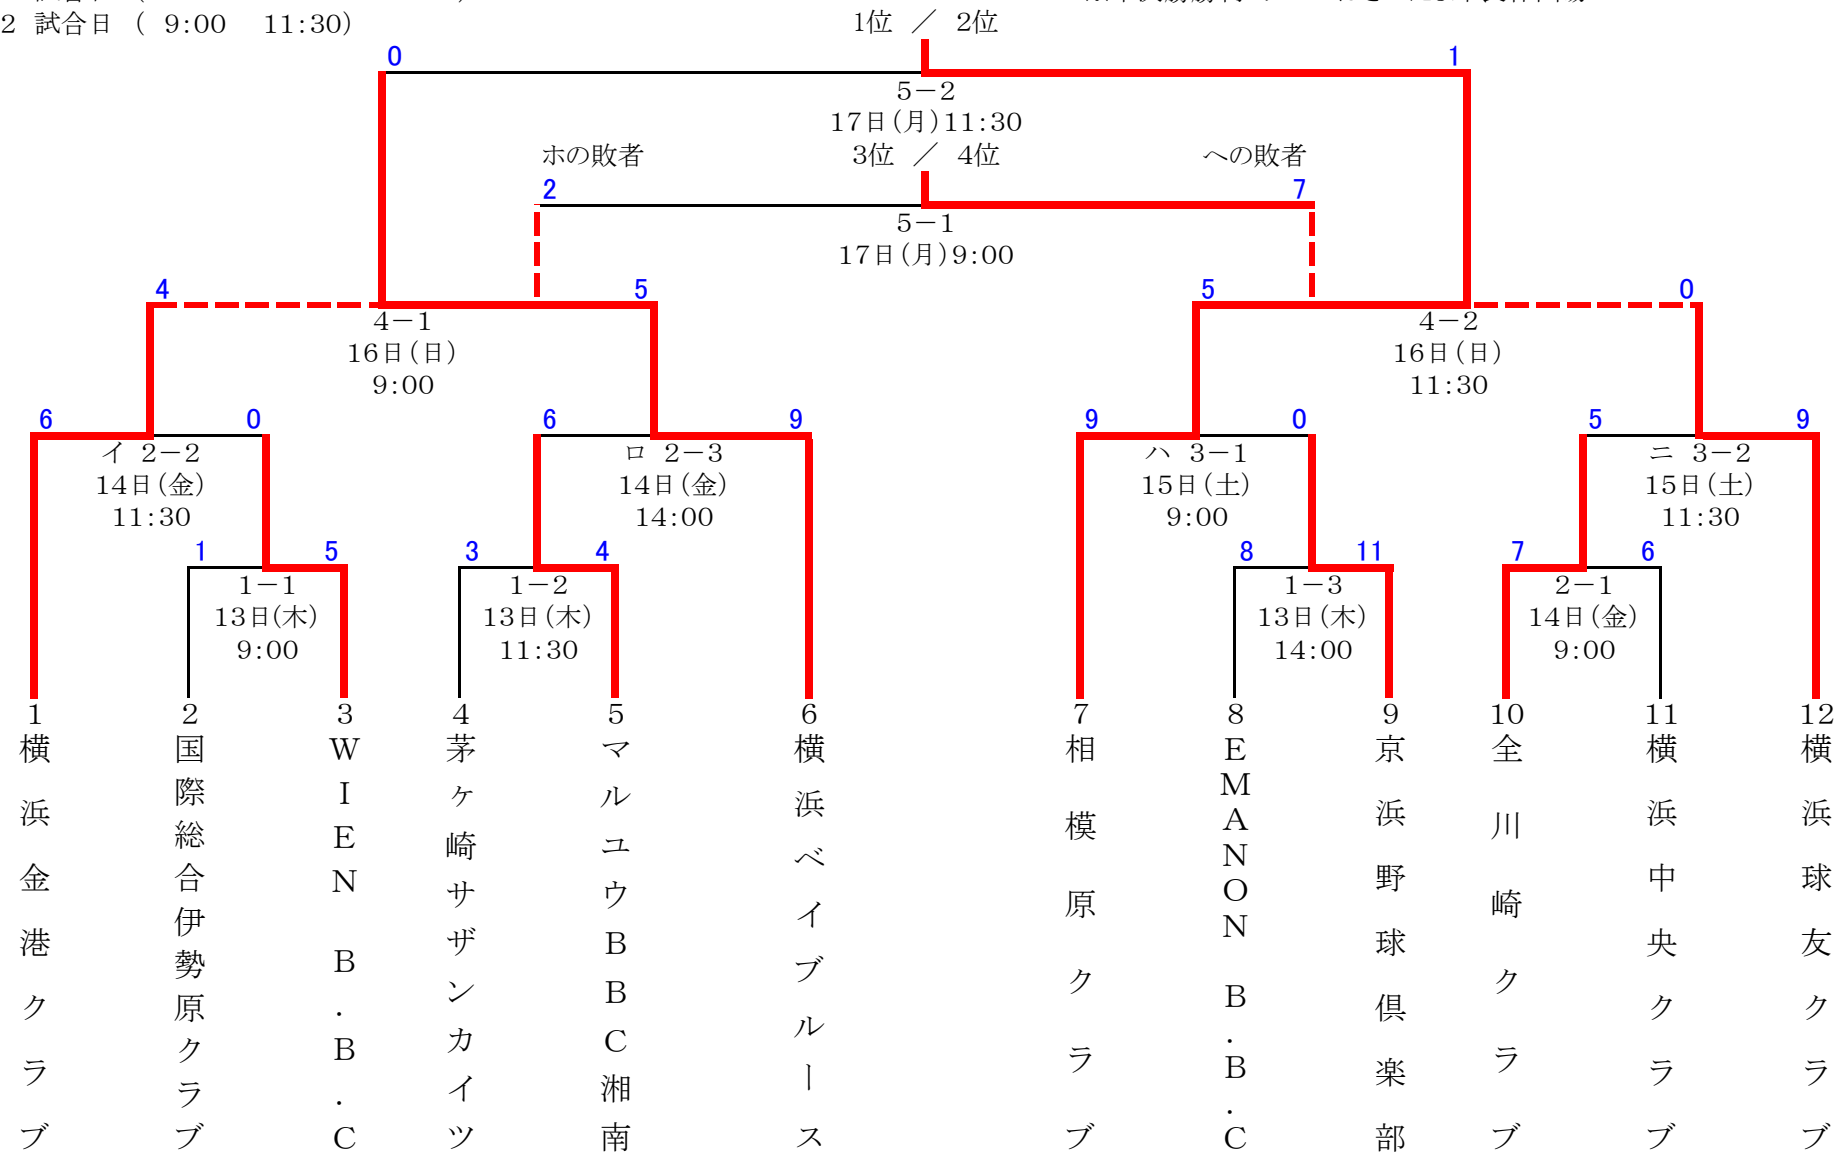 2 試合日 ( 9:00 11:30)
1位 ／ 2位
0 1
5－2
17日(月)11:30
ホの敗者 3位 ／ 4位 への敗者
2 7
5－1
17日(月)9:00
4 5 5 0
4－1 4－2
16日(日) 16日(日)
9:00 11:30
6 0 6 9 9 0 5 9
イ 2－2 ロ 2－3 ハ 3－1 ニ 3－2
14日(金) 14日(金) 15日(土) 15日(土)
11:30 14:00 9:00 11:30
1 5 3 4 8 11 7 6
1－1 1－2 1－3 2－1
13日(木) 13日(木) 13日(木) 14日(金)
9:00 11:30 14:00 9:00
1 2 3 4 5 6 7 8 9 10 11 12
横浜金港クラブ
国際総合伊勢原クラブ
WIEN B.B.C
茅ヶ崎サザンカイツ
マルユウBBC湘南
横浜ベイブルース
相模原クラブ
EMANON B.B.C
京浜野球倶楽部
全川崎クラブ
横浜中央クラブ
横浜球友クラブ